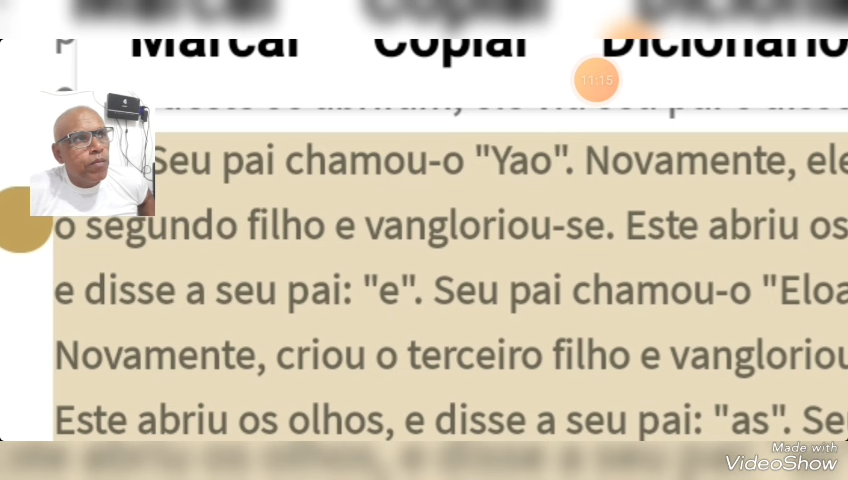 Marcar Copiar Dicionário
11:15
Seu pai chamou-o "Yao". Novamente, ele
o segundo filho e vangloriou-se. Este abriu os
e disse a seu pai: "e". Seu pai chamou-o "Eloa
Novamente, criou o terceiro filho e vangloriou
Este abriu os olhos, e disse a seu pai: "as". Seu
Made with
VideoShow